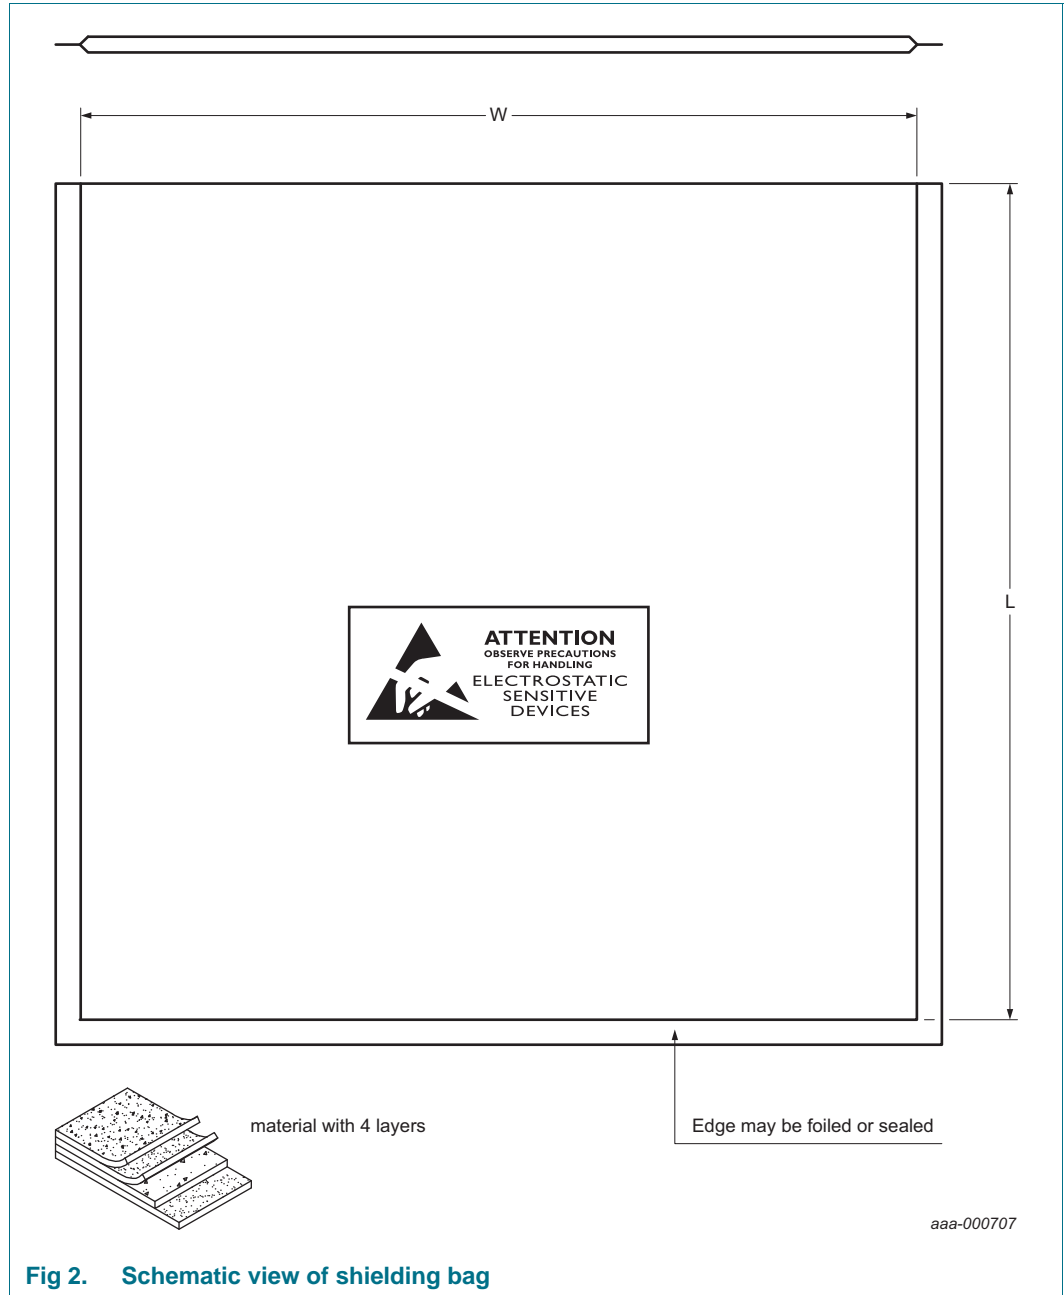 W
L
ATTENTION
OBSERVE PRECAUTIONS
FOR HANDLING
ELECTROSTATIC
SENSITIVE
DEVICES
material with 4 layers
Edge may be foiled or sealed
aaa-000707
Fig 2. Schematic view of shielding bag